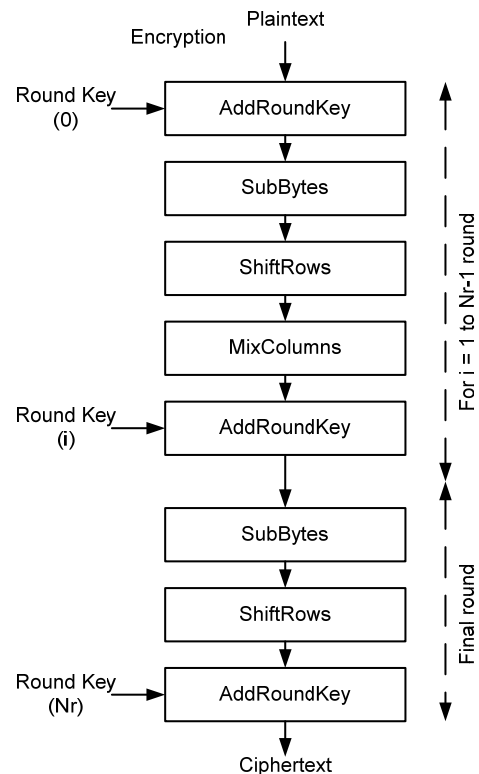 Plaintext
Encryption
Round Key
(0)
AddRoundKey
SubBytes
ShiftRows
MixColumns
Round Key
(i)
AddRoundKey
For i = 1 to Nr-1 round
SubBytes
ShiftRows
Round Key
(Nr)
AddRoundKey
Final round
Ciphertext